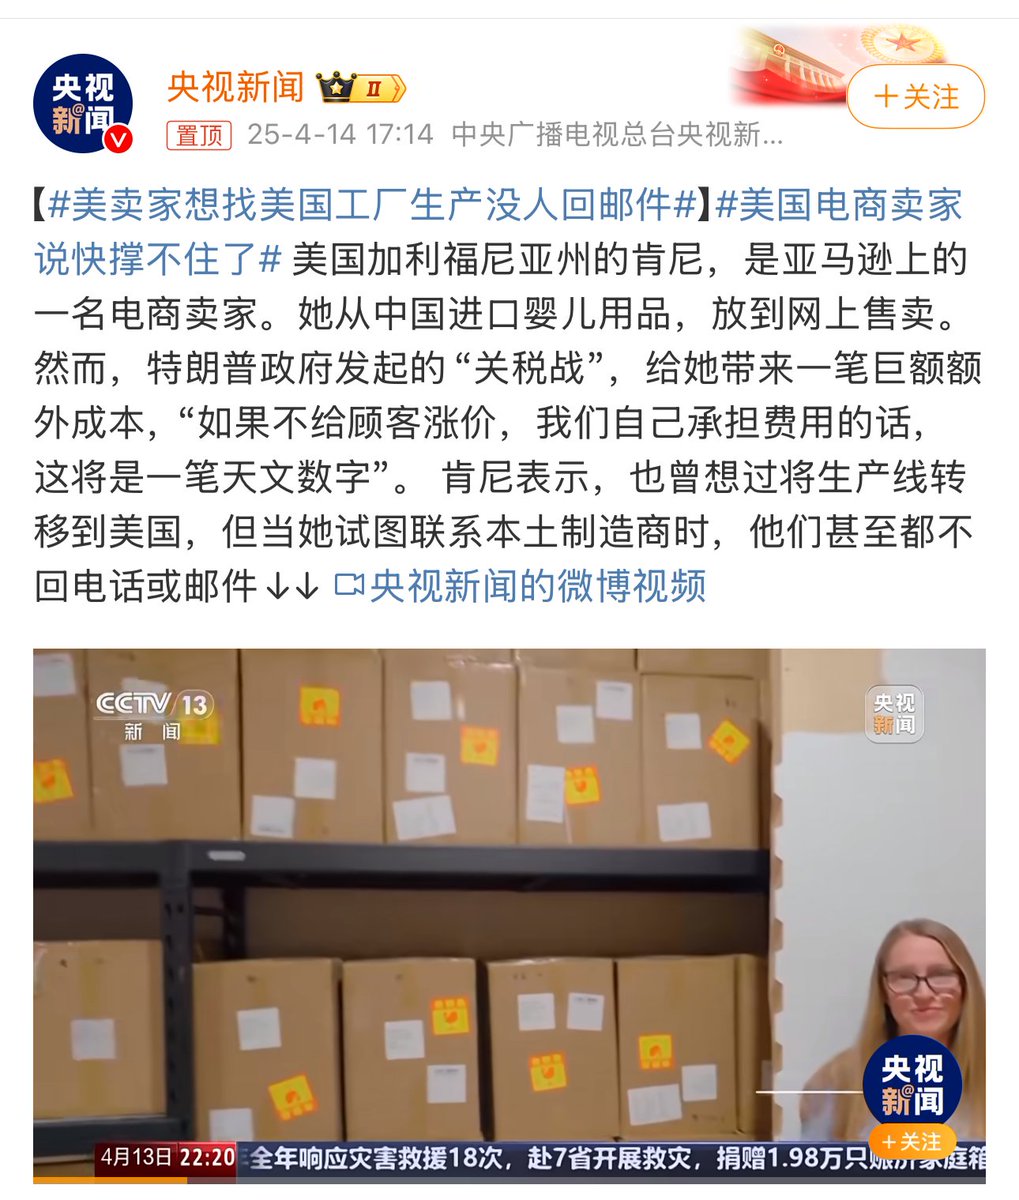 央视新闻
央视
新@闻
Ⅱ
+关注
置顶 25-4-14 17:14 中央广播电视总台央视新...
【#美卖家想找美国工厂生产没人回邮件#】#美国电商卖家
说快撑不住了# 美国加利福尼亚州的肯尼，是亚马逊上的
一名电商卖家。她从中国进口婴儿用品，放到网上售卖。
然而，特朗普政府发起的“关税战”，给她带来一笔巨额额
外成本，“如果不给顾客涨价，我们自己承担费用的话，
这将是一笔天文数字”。 肯尼表示，也曾想过将生产线转
移到美国，但当她试图联系本土制造商时，他们甚至都不
回电话或邮件↓↓ 央视新闻的微博视频
CCTV 13
新闻
央视
新闻
央视
新@闻
+关注
4月13日 22:20 全年响应灾害救援18次，赴7省开展救灾，捐赠1.98万只赈济家庭箱